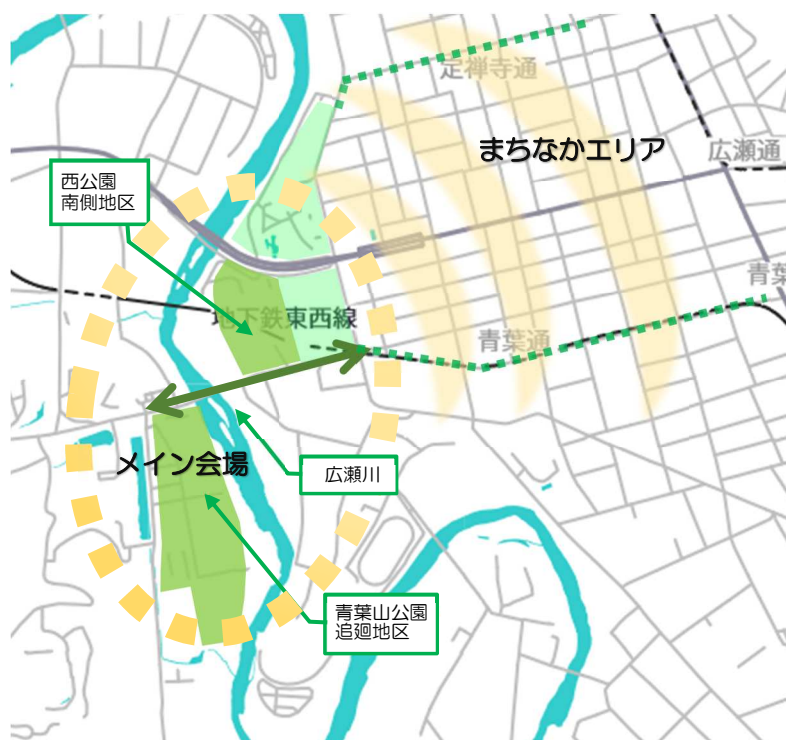 定禅寺通
まちなかエリア
広瀬通
西公園
南側地区
青葉
地下鉄東西線
青葉通
メイン会場
広瀬川
青葉山公園
追廻地区